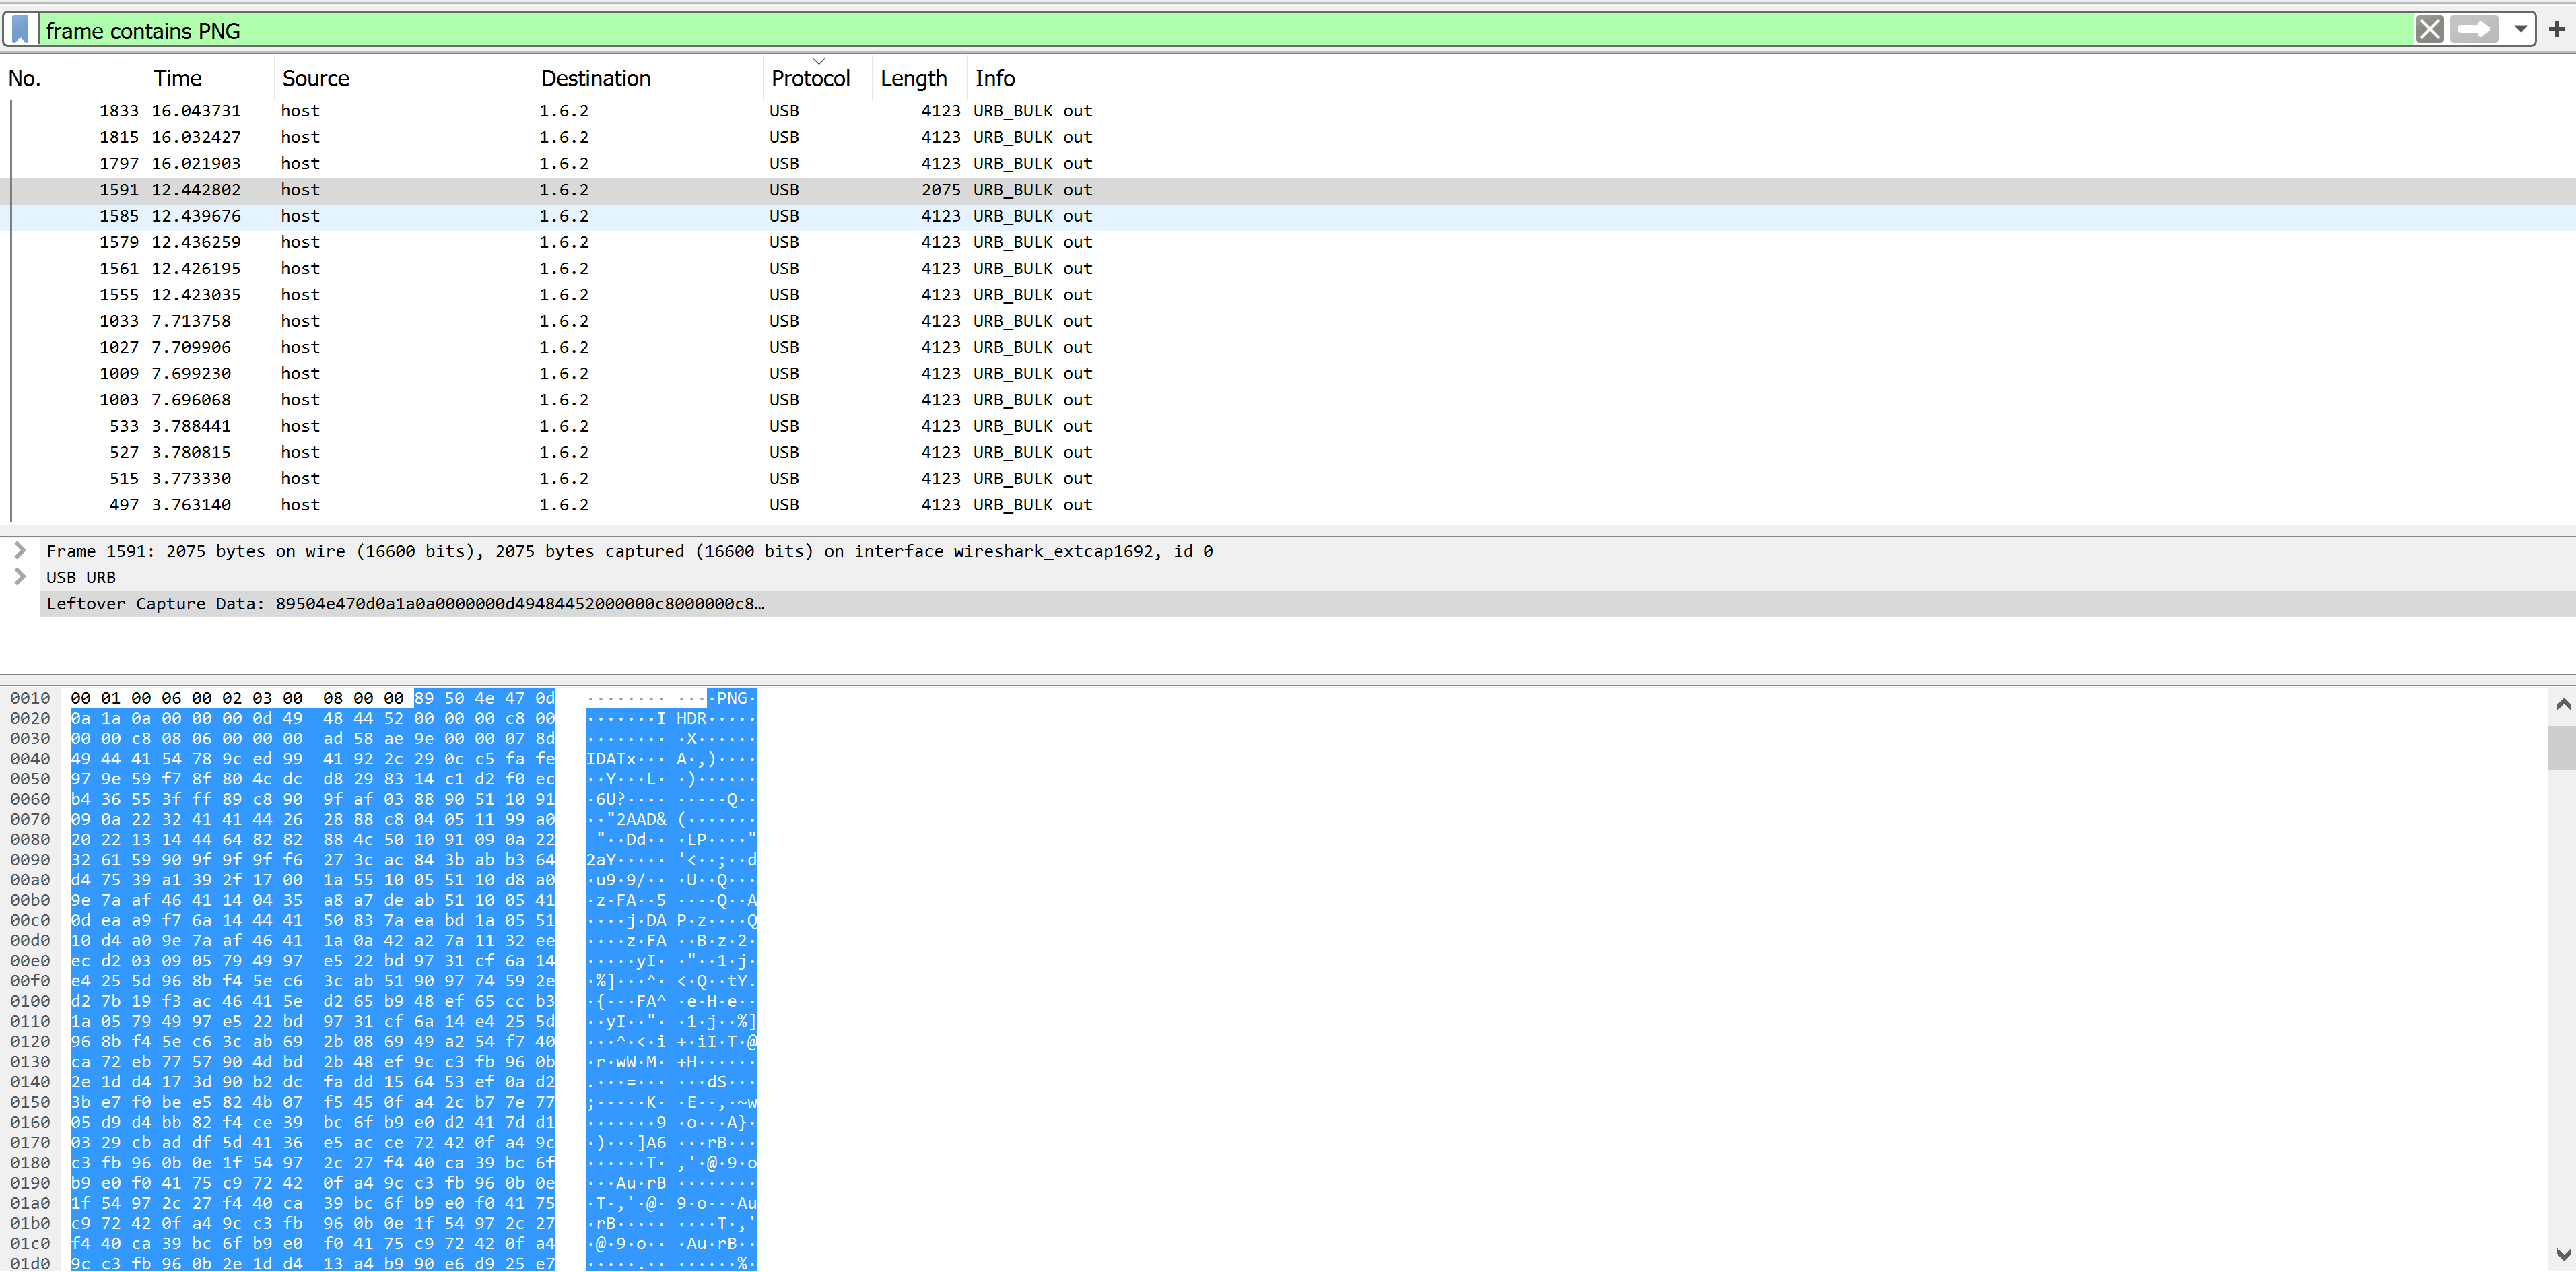 frame contains PNG
No. Time Source Destination Protocol Length Info
1833 16.043731 host 1.6.2 USB 4123 URB_BULK out
1815 16.032427 host 1.6.2 USB 4123 URB_BULK out
1797 16.021903 host 1.6.2 USB 4123 URB_BULK out
1591 12.442802 host 1.6.2 USB 2075 URB_BULK out
1585 12.439676 host 1.6.2 USB 4123 URB_BULK out
1579 12.436259 host 1.6.2 USB 4123 URB_BULK out
1561 12.426195 host 1.6.2 USB 4123 URB_BULK out
1555 12.423035 host 1.6.2 USB 4123 URB_BULK out
1033 7.713758 host 1.6.2 USB 4123 URB_BULK out
1027 7.709906 host 1.6.2 USB 4123 URB_BULK out
1009 7.699230 host 1.6.2 USB 4123 URB_BULK out
1003 7.696068 host 1.6.2 USB 4123 URB_BULK out
533 3.788441 host 1.6.2 USB 4123 URB_BULK out
527 3.780815 host 1.6.2 USB 4123 URB_BULK out
515 3.773330 host 1.6.2 USB 4123 URB_BULK out
497 3.763140 host 1.6.2 USB 4123 URB_BULK out
Frame 1591: 2075 bytes on wire (16600 bits), 2075 bytes captured (16600 bits) on interface wireshark_extcap1692, id 0
USB URB
Leftover Capture Data: 89504e470d0a1a0a0000000d49484452000000c8000000c8…
0010 00 01 00 06 00 02 03 00 08 00 00 89 50 4e 47 0d ········ ····PNG·
0020 0a 1a 0a 00 00 00 0d 49 48 44 52 00 00 00 c8 00 ·······I HDR·····
0030 00 00 c8 08 06 00 00 00 ad 58 ae 9e 00 00 07 8d ········ ·X······
0040 49 44 41 54 78 9c ed 99 41 92 2c 29 0c c5 fa fe IDATx··· A·,)····
0050 97 9e 59 f7 8f 80 4c dc d8 29 83 14 c1 d2 f0 ec ··Y···L· ·)······
0060 b4 36 55 3f ff 89 c8 90 9f af 03 88 90 51 10 91 ·6U?···· ·····Q··
0070 09 0a 22 32 41 41 44 26 28 88 c8 04 05 11 99 a0 ··"2AAD& (·······
0080 20 22 13 14 44 64 82 82 88 4c 50 10 91 09 0a 22 "··Dd·· ·LP····"
0090 32 61 59 90 9f 9f 9f f6 27 3c ac 84 3b ab b3 64 2aY····· '<··;··d
00a0 d4 75 39 a1 39 2f 17 00 1a 55 10 05 51 10 d8 a0 ·u9·9/·· ·U··Q···
00b0 9e 7a af 46 41 14 04 35 a8 a7 de ab 51 10 05 41 ·z·FA··5 ····Q··A
00c0 0d ea a9 f7 6a 14 44 41 50 83 7a ea bd 1a 05 51 ····j·DA P·z····Q
00d0 10 d4 a0 9e 7a af 46 41 1a 0a 42 a2 7a 11 32 ee ····z·FA ··B·z·2·
00e0 ec d2 03 09 05 79 49 97 e5 22 bd 97 31 cf 6a 14 ·····yI· ·"··1·j·
00f0 e4 25 5d 96 8b f4 5e c6 3c ab 51 90 97 74 59 2e ·%]···^· <·Q··tY.
0100 d2 7b 19 f3 ac 46 41 5e d2 65 b9 48 ef 65 cc b3 ·{···FA^ ·e·H·e··
0110 1a 05 79 49 97 e5 22 bd 97 31 cf 6a 14 e4 25 5d ··yI··"· ·1·j··%]
0120 96 8b f4 5e c6 3c ab 69 2b 08 69 49 a2 54 f7 40 ···^·<·i +·iI·T·@
0130 ca 72 eb 77 57 90 4d bd 2b 48 ef 9c c3 fb 96 0b ·r·wW·M· +H······
0140 2e 1d d4 17 3d 90 b2 dc fa dd 15 64 53 ef 0a d2 .···=··· ···dS···
0150 3b e7 f0 be e5 82 4b 07 f5 45 0f a4 2c b7 7e 77 ;·····K· ·E··,·~w
0160 05 d9 d4 bb 82 f4 ce 39 bc 6f b9 e0 d2 41 7d d1 ·······9 ·o···A}·
0170 03 29 cb ad df 5d 41 36 e5 ac ce 72 42 0f a4 9c ·)···]A6 ···rB···
0180 c3 fb 96 0b 0e 1f 54 97 2c 27 f4 40 ca 39 bc 6f ······T· ,'·@·9·o
0190 b9 e0 f0 41 75 c9 72 42 0f a4 9c c3 fb 96 0b 0e ···Au·rB ········
01a0 1f 54 97 2c 27 f4 40 ca 39 bc 6f b9 e0 f0 41 75 ·T·,'·@· 9·o···Au
01b0 c9 72 42 0f a4 9c c3 fb 96 0b 0e 1f 54 97 2c 27 ·rB····· ····T·,'
01c0 f4 40 ca 39 bc 6f b9 e0 f0 41 75 c9 72 42 0f a4 ·@·9·o·· ·Au·rB··
01d0 9c c3 fb 96 0b 2e 1d d4 13 a4 b9 90 e6 d9 25 e7 ·····.·· ······%·